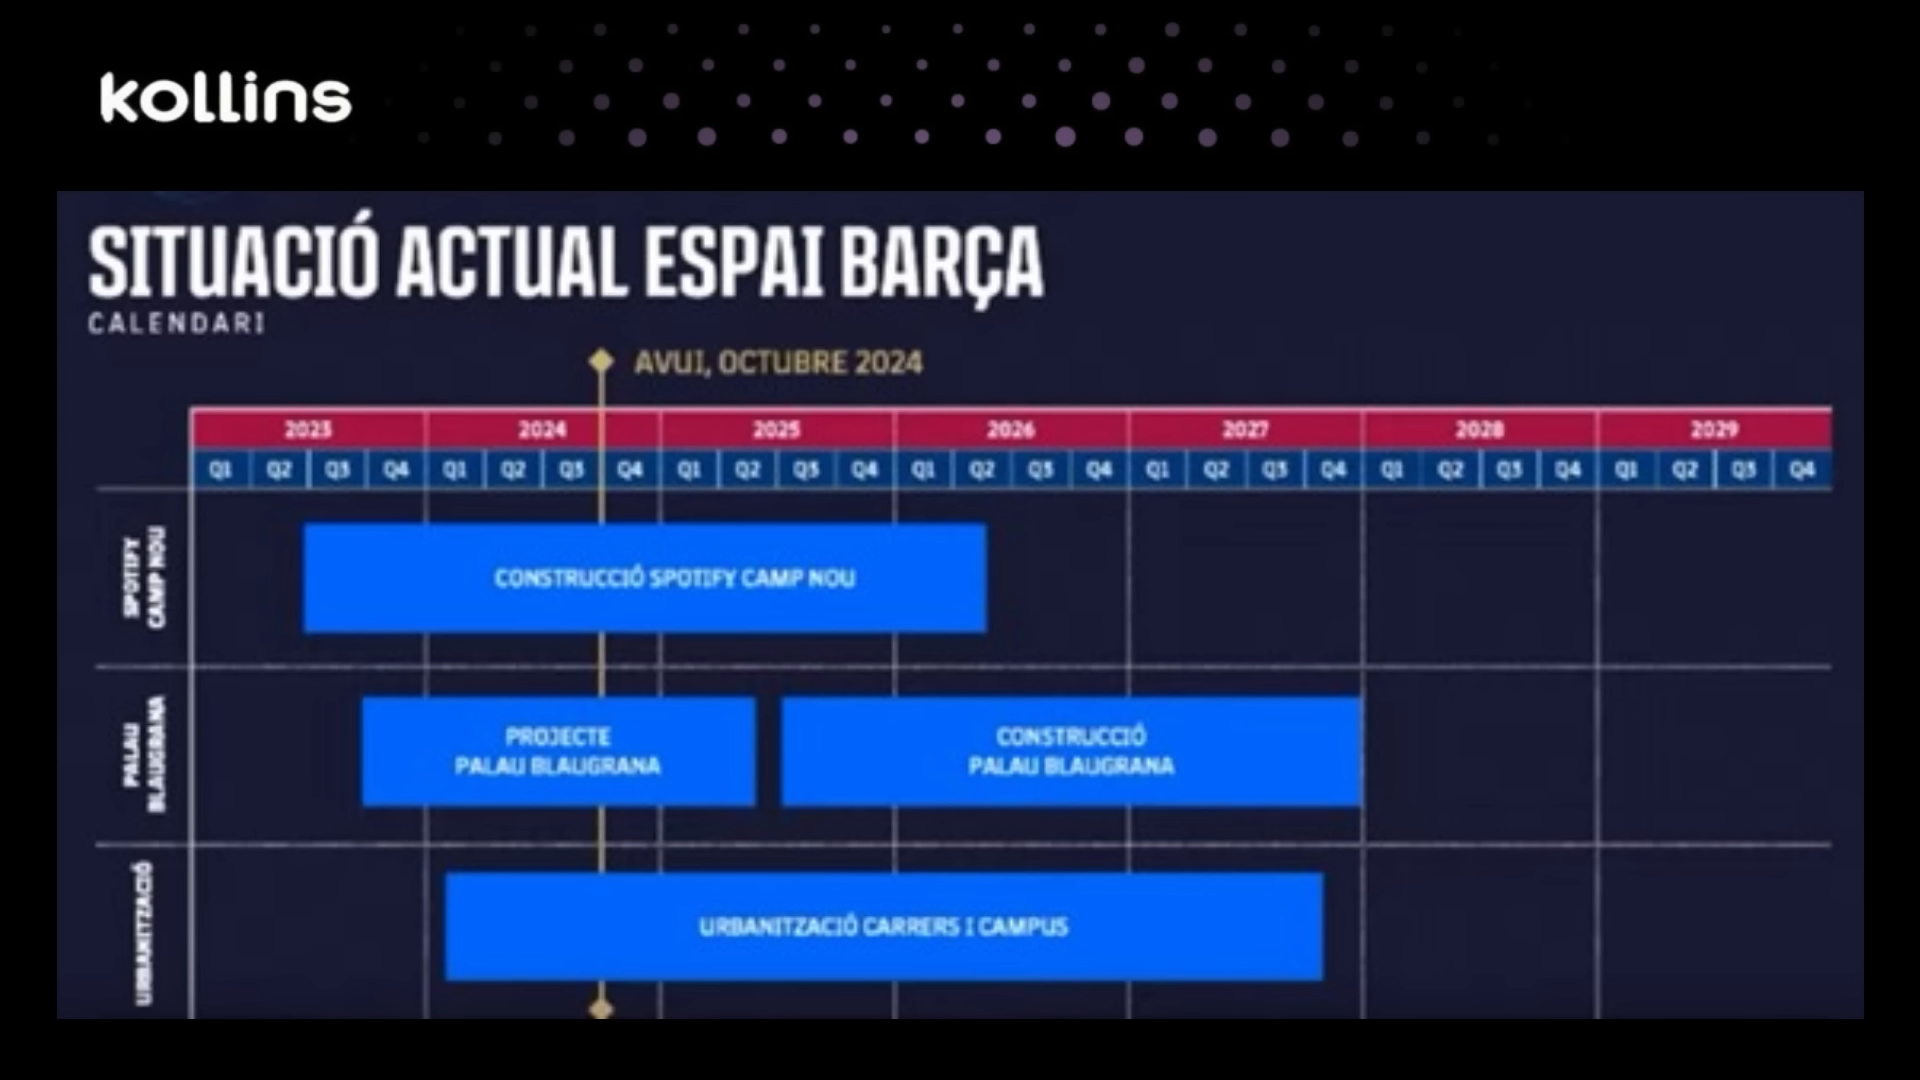 kollins
SITUACIÓ ACTUAL ESPAI BARÇA
CALENDARI
AVUI, OCTUBRE 2024
2023 2024 2025 2026 2027 2028 2029
Q1 Q2 Q3 Q4 Q1 Q2 Q3 Q4 Q1 Q2 Q3 Q4 Q1 Q2 Q3 Q4 Q1 Q2 Q3 Q4 Q1 Q2 Q3 Q4 Q1 Q2 Q3 Q4
SPOTIFY
CAMP NOU
CONSTRUCCIÓ SPOTIFY CAMP NOU
PALAU
BLAUGRANA
PROJECTE
PALAU BLAUGRANA
CONSTRUCCIÓ
PALAU BLAUGRANA
URBANITZACIÓ
URBANITZACIÓ CARRERS I CAMPUS